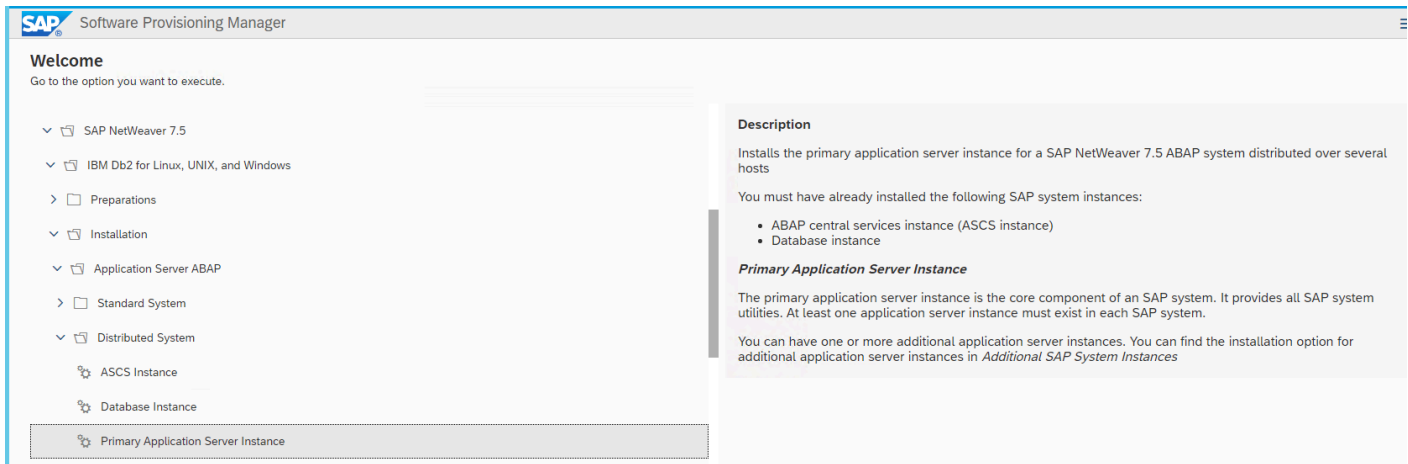 SAP ® Software Provisioning Manager
Welcome
Go to the option you want to execute.
SAP NetWeaver 7.5
IBM Db2 for Linux, UNIX, and Windows
Preparations
Installation
Application Server ABAP
Standard System
Distributed System
ASCS Instance
Database Instance
Primary Application Server Instance
Description
Installs the primary application server instance for a SAP NetWeaver 7.5 ABAP system distributed over several
hosts
You must have already installed the following SAP system instances:
• ABAP central services instance (ASCS instance)
• Database instance
Primary Application Server Instance
The primary application server instance is the core component of an SAP system. It provides all SAP system
utilities. At least one application server instance must exist in each SAP system.
You can have one or more additional application server instances. You can find the installation option for
additional application server instances in Additional SAP System Instances